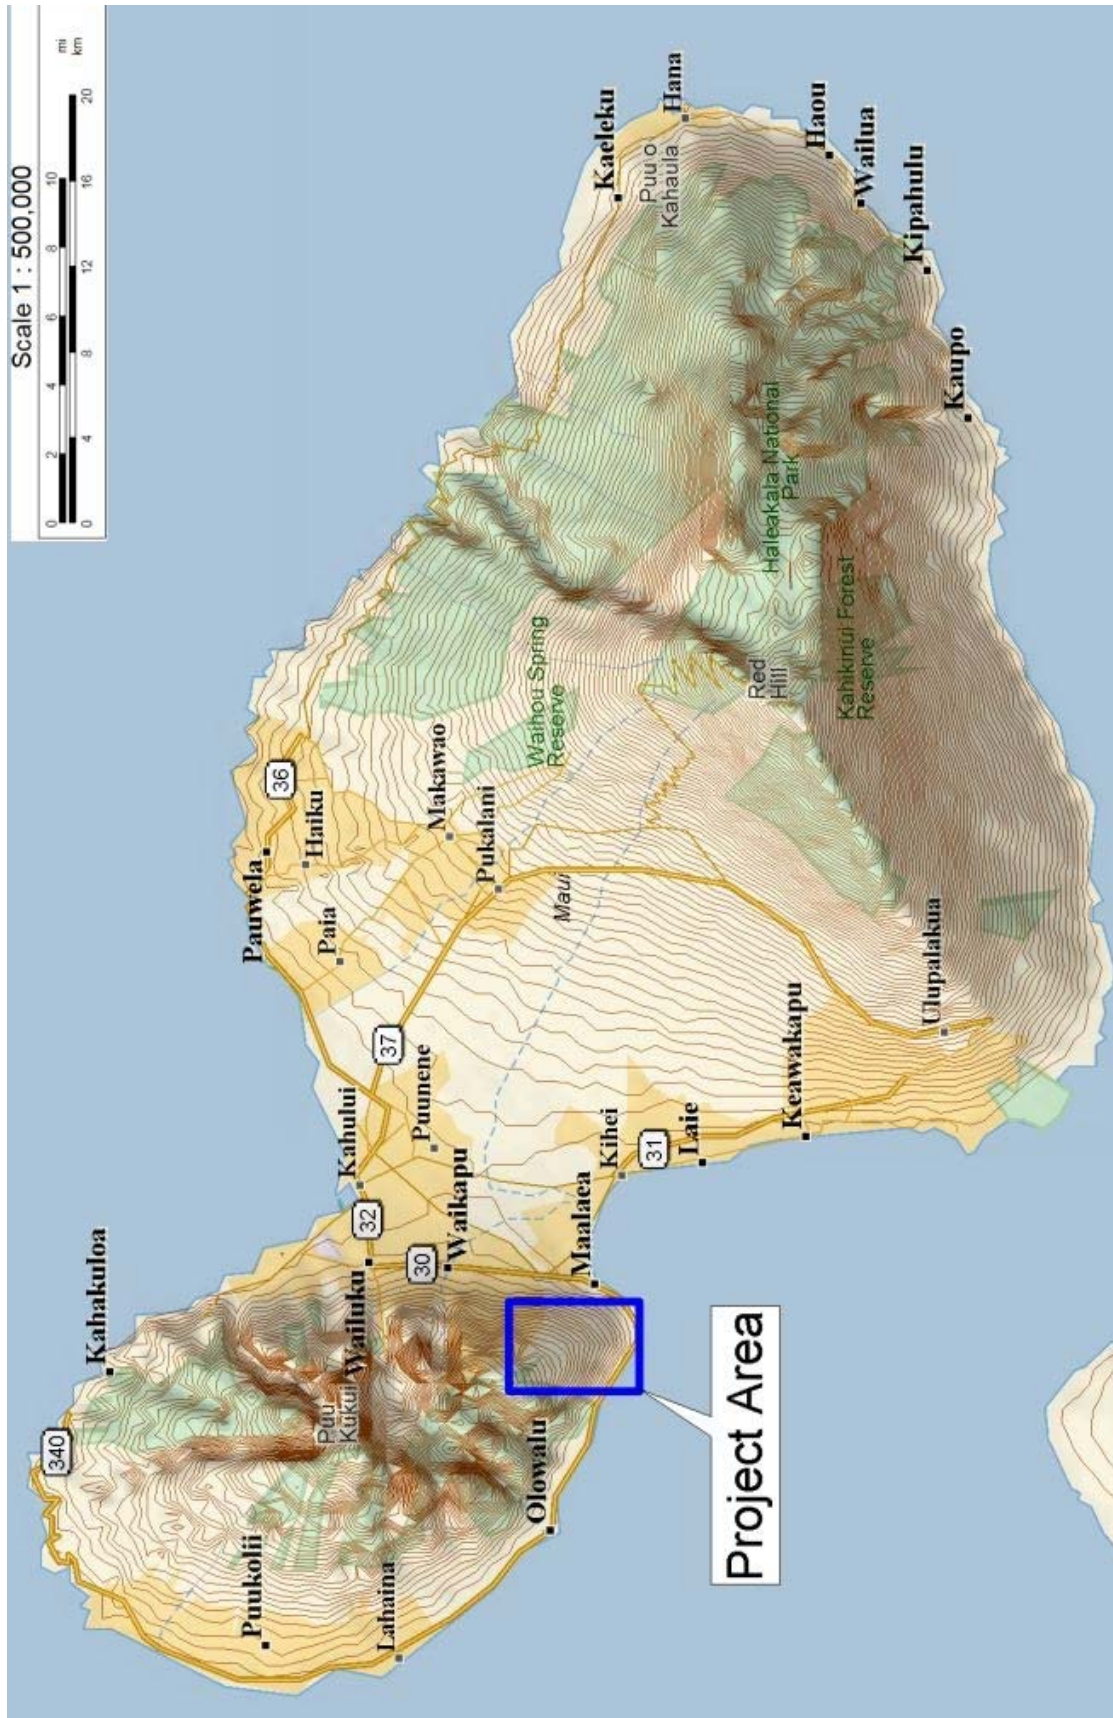 Scale 1 : 500,000
0 2 4 6 8 10 mi
0 4 8 12 16 20 km
340
Kahakuloa
Puukolii
Pauwela
36
Haiku
Paia
Puu
Kukui
Kahului
Wailuku
32
37
Lahaina
Puunene
30
Waikapu
Makawao
Pukalani
Olowalu
Waihou Spring
Reserve
Maui
Maalaea
Kihei
Kaeleku
31
Puu o
Kahaula
Hana
Laie
Project Area
Red
Hill
Haleakala National
Park
Keawakapu
Haou
Kahikinui Forest
Reserve
Wailua
Kipahulu
Ulupalakua
Kaupo